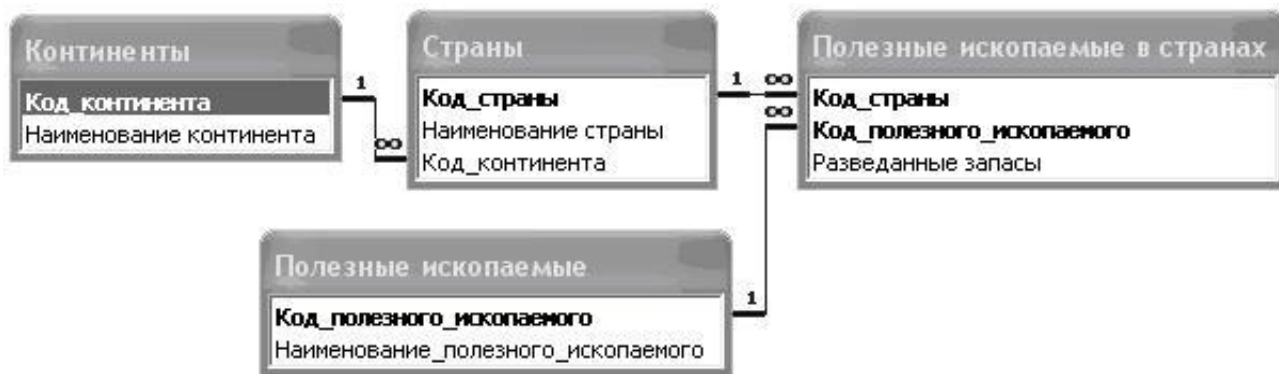 Континенты
Код_континента
Наименование континента
1
∞
Страны
Код_страны
Наименование страны
Код_континента
1
∞
∞
Полезные ископаемые в странах
Код_страны
Код_полезного_ископаемого
Разведанные запасы
Полезные ископаемые
Код_полезного_ископаемого
Наименование_полезного_ископаемого
1